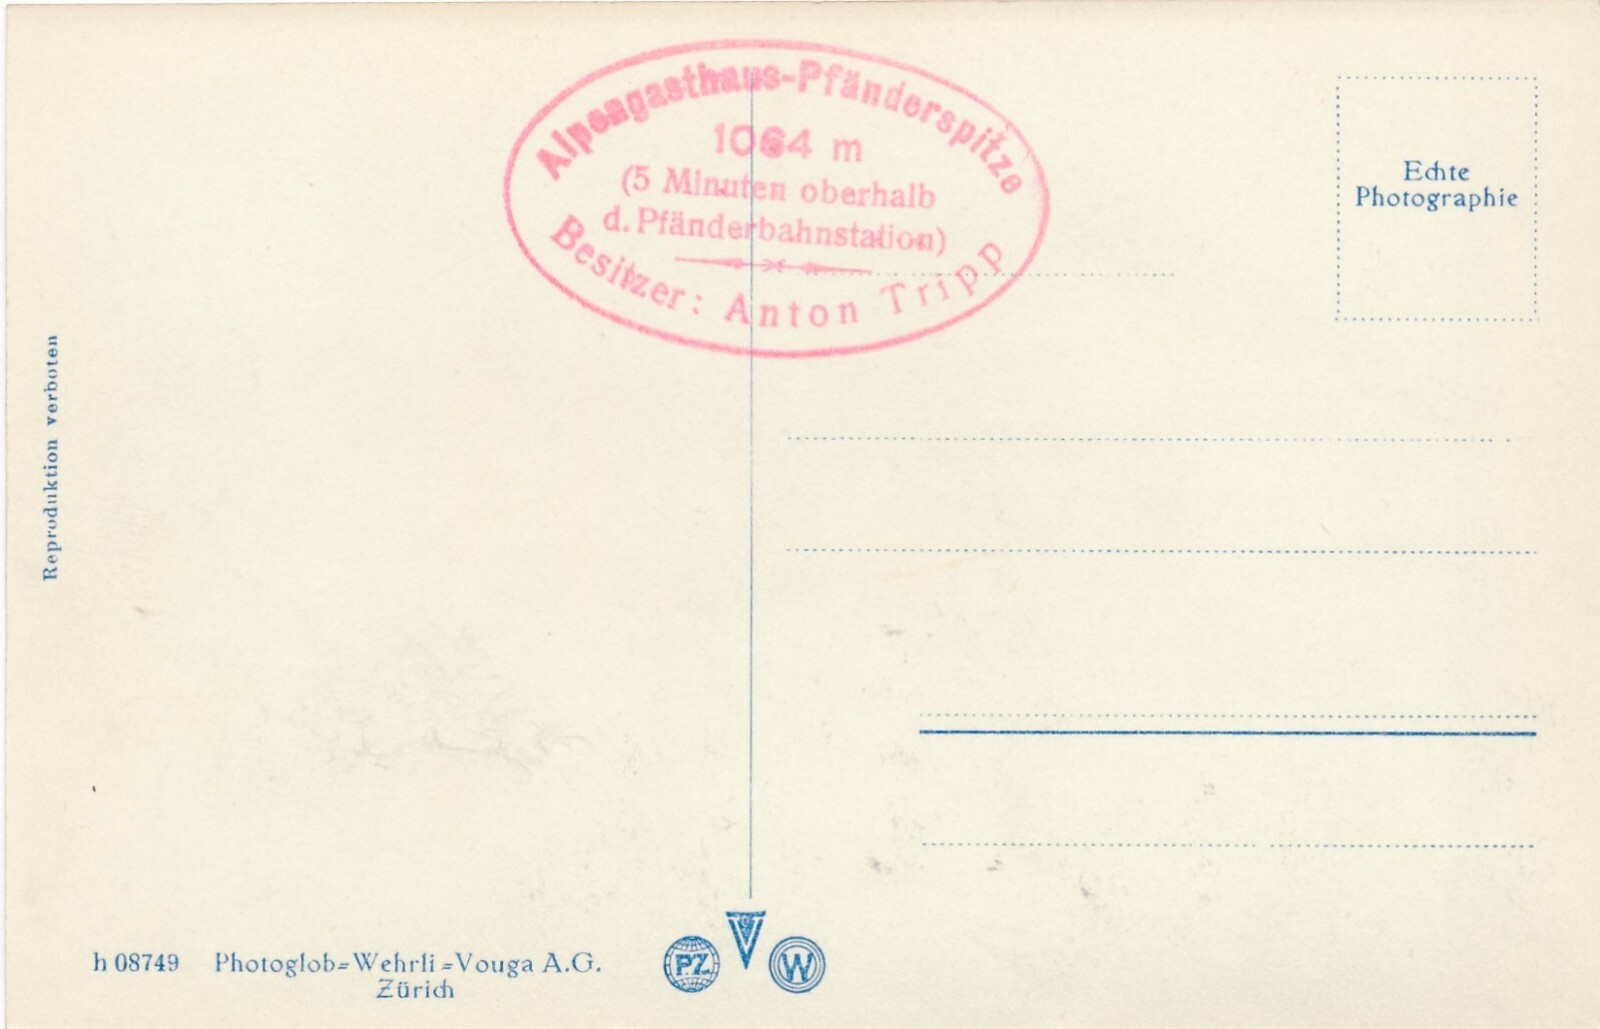 Alpengasthaus-Pfänderspitze
1064 m
(5 Minuten oberhalb
d. Pfänderbahnstation)
Besitzer: Anton Tripp
Echte
Photographie
Reproduktion verboten
h 08749 Photoglob=Wehrli=Vouga A.G.
Zürich
P.Z.
W